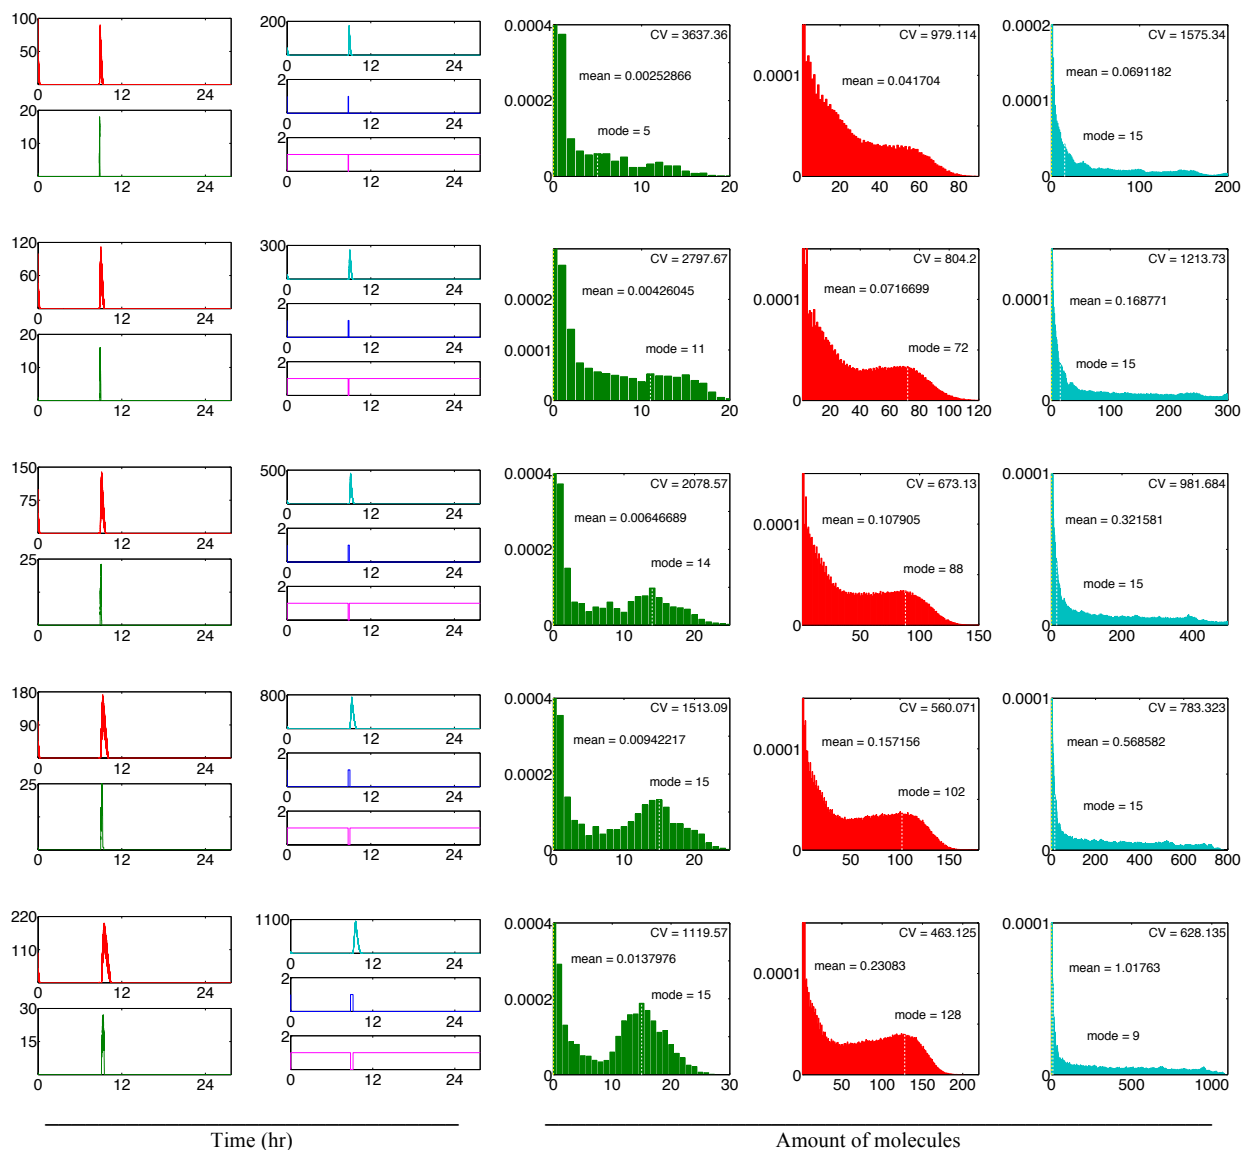 100
50
0
0 12 24
20
10
0
0 12 24
200
0 12 24
2
0 12 24
2
0 12 24
0.0004
0.0002
0
0 10 20
CV = 3637.36
mean = 0.00252866
mode = 5
0.0001
0
20 40 60 80
CV = 979.114
mean = 0.041704
0.0002
0.0001
0
0 100 200
CV = 1575.34
mean = 0.0691182
mode = 15
120
60
0
0 12 24
20
10
0
0 12 24
300
0 12 24
2
0 12 24
2
0 12 24
0.0002
0.0001
0
0 10 20
CV = 2797.67
mean = 0.00426045
mode = 11
0.0001
0
20 40 60 80 100 120
CV = 804.2
mean = 0.0716699
mode = 72
0.0001
0
0 100 200 300
CV = 1213.73
mean = 0.168771
mode = 15
150
75
0 12 24
25
0 12 24
500
0 12 24
2
0 12 24
2
0 12 24
0.0004
0.0002
0
0 10 20
CV = 2078.57
mean = 0.00646689
mode = 14
0.0001
0
50 100 150
CV = 673.13
mean = 0.107905
mode = 88
0.0001
0
0 200 400
CV = 981.684
mean = 0.321581
mode = 15
180
90
0
0 12 24
25
0
0 12 24
800
0 12 24
2
0
0 12 24
2
0 12 24
0.0004
0.0002
0
0 10 20
CV = 1513.09
mean = 0.00942217
mode = 15
0.0001
0
50 100 150
CV = 560.071
mean = 0.157156
mode = 102
0.0001
0
0 200 400 600 800
CV = 783.323
mean = 0.568582
mode = 15
220
110
0
0 12 24
30
15
0
0 12 24
1100
0 12 24
2
0
0 12 24
2
0 12 24
0.0004
0.0002
0
0 10 20 30
CV = 1119.57
mean = 0.0137976
mode = 15
0.0001
0
50 100 150 200
CV = 463.125
mean = 0.23083
mode = 128
0.0001
0
0 500 1000
CV = 628.135
mean = 1.01763
mode = 9
Time (hr)
Amount of molecules